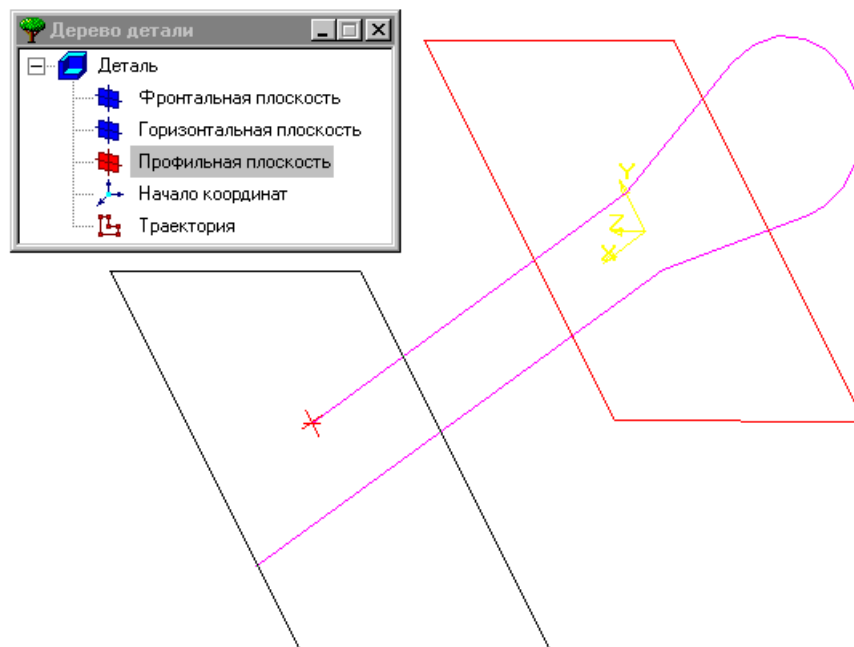 Дерево детали
Деталь
Фронтальная плоскость
Горизонтальная плоскость
Профильная плоскость
Начало координат
Траектория
Y
Z
X